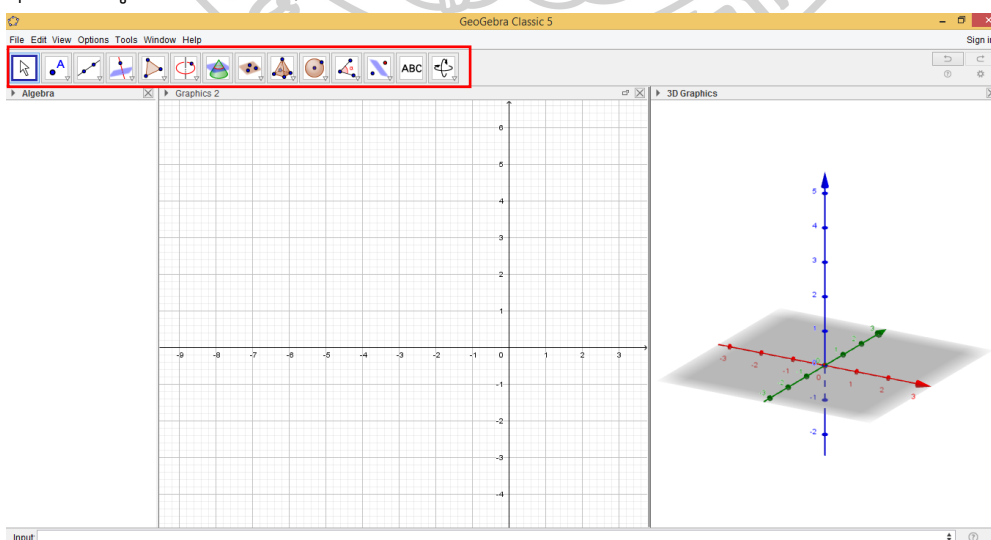 GeoGebra Classic 5
File Edit View Options Tools Window Help
Sign i
A
ABC
Algebra
Graphics 2
3D Graphics
6
5
4
3
2
1
-9 -8 -7 -6 -5 -4 -3 -2 -1 0 1 2 3
-1
-2
-3
-4
5
4
3
2
1
3
-3 -2 -1 0 1 2 3
-1
-2
Input: